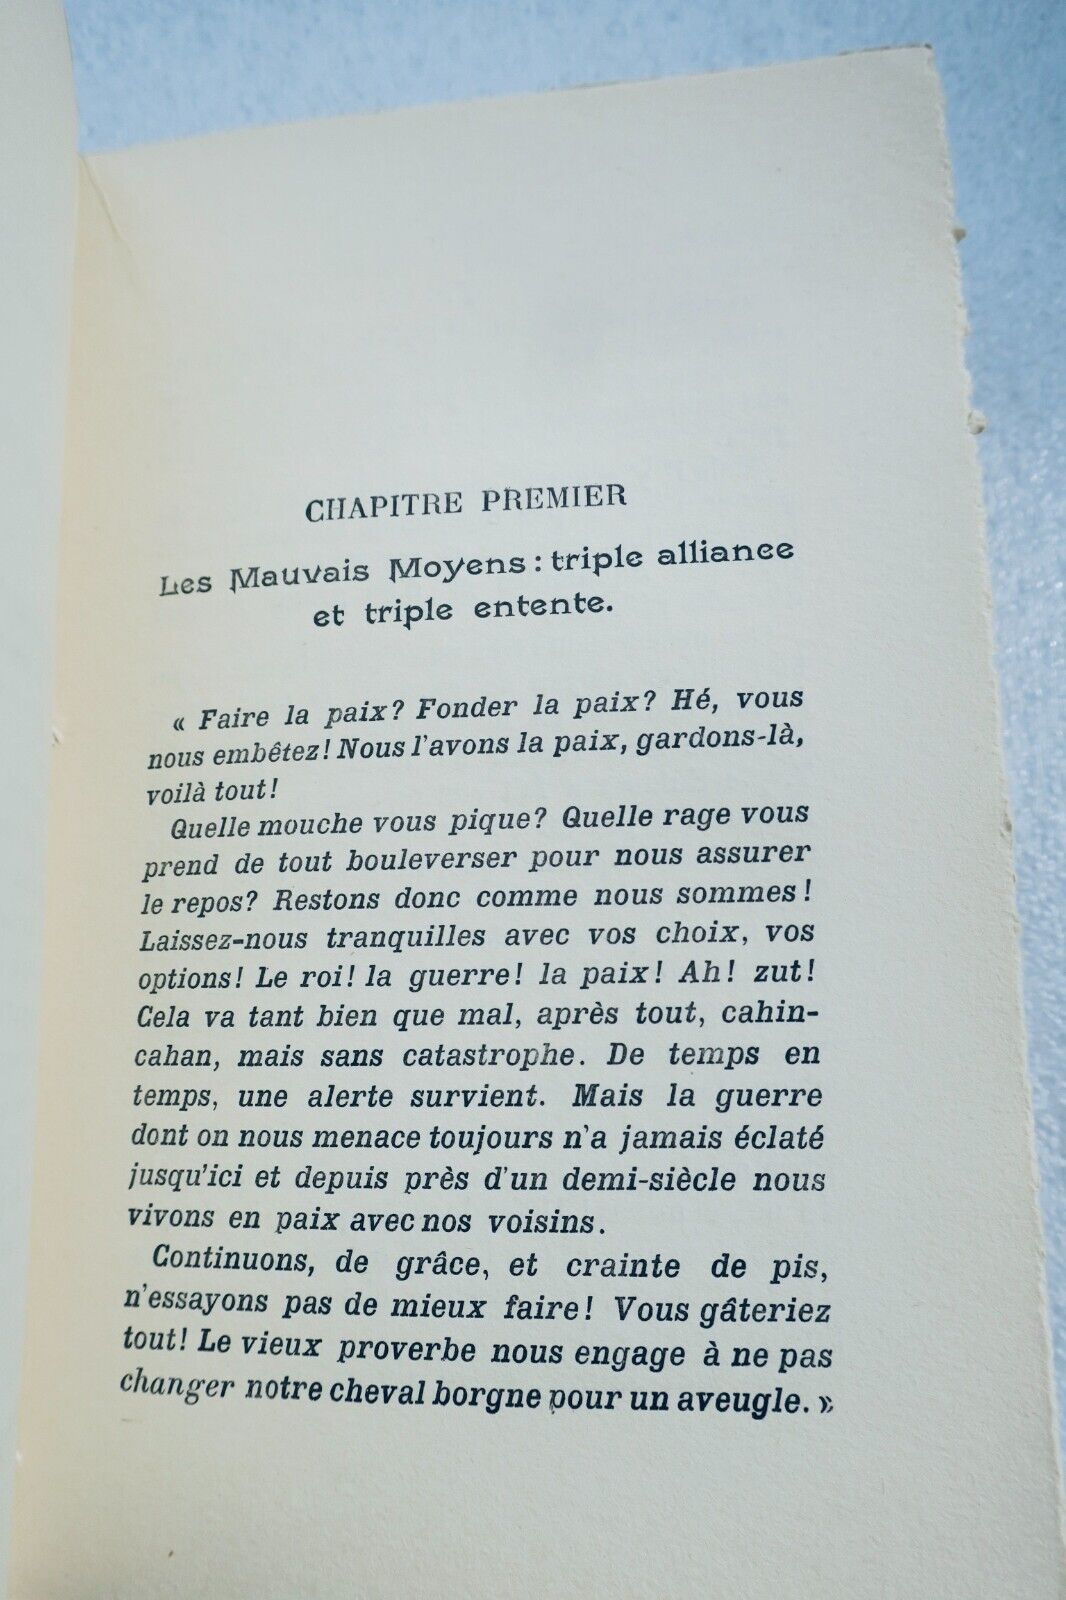 CHAPITRE PREMIER
Les Mauvais Moyens : triple alliance
et triple entente.
« Faire la paix? Fonder la paix? Hé, vous
nous embêtez! Nous l'avons la paix, gardons-là,
voilà tout!
Quelle mouche vous pique? Quelle rage vous
prend de tout bouleverser pour nous assurer
le repos? Restons donc comme nous sommes!
Laissez-nous tranquilles avec vos choix, vos
options! Le roi! la guerre! la paix! Ah! zut!
Cela va tant bien que mal, après tout, cahin-
cahan, mais sans catastrophe. De temps en
temps, une alerte survient. Mais la guerre
dont on nous menace toujours n'a jamais éclaté
jusqu'ici et depuis près d'un demi-siècle nous
vivons en paix avec nos voisins.
Continuons, de grâce, et crainte de pis,
n'essayons pas de mieux faire! Vous gâteriez
tout! Le vieux proverbe nous engage à ne pas
changer notre cheval borgne pour un aveugle. »